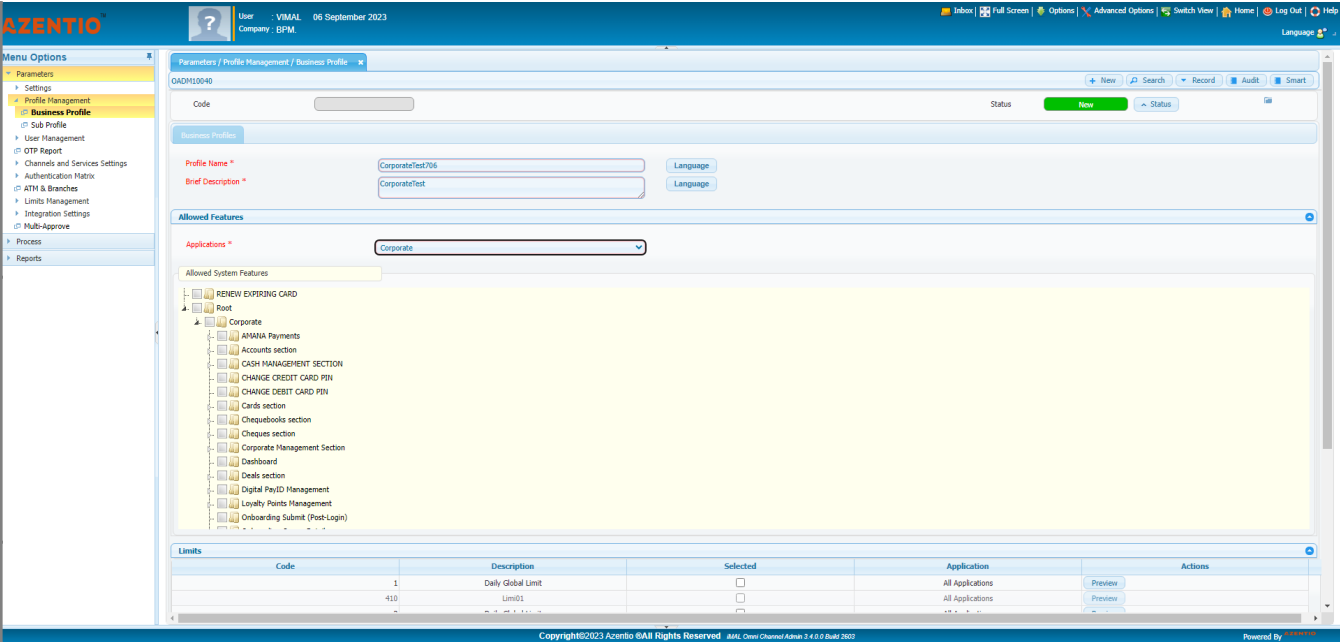 AZENTIO
User : VIMAL 06 September 2023
Company : BPM.
Inbox | Full Screen | Options | Advanced Options | Switch View | Home | Log Out | Help
Language
Menu Options
Parameters
Settings
Profile Management
Business Profile
Sub Profile
User Management
OTP Report
Channels and Services Settings
Authentication Matrix
ATM & Branches
Limits Management
Integration Settings
Multi-Approve
Process
Reports
Parameters / Profile Management / Business Profile x
OADM10040
+ New Search Record Audit Smart
Code Status New Status
Business Profiles
Profile Name * CorporateTest706 Language
Brief Description * CorporateTest Language
Allowed Features
Applications * Corporate
Allowed System Features
RENEW EXPIRING CARD
Root
Corporate
AMANA Payments
Accounts section
CASH MANAGEMENT SECTION
CHANGE CREDIT CARD PIN
CHANGE DEBIT CARD PIN
Cards section
Chequebooks section
Cheques section
Corporate Management Section
Dashboard
Deals section
Digital PayID Management
Loyalty Points Management
Onboarding Submit (Post-Login)
Limits
Code Description Selected Application Actions
1 Daily Global Limit All Applications Preview
410 Limi01 All Applications Preview
Copyright©2023 Azentio ®All Rights Reserved IMAL Omni Channel Admin 3.4.0.0 Build 2603
Powered By AZENTIO